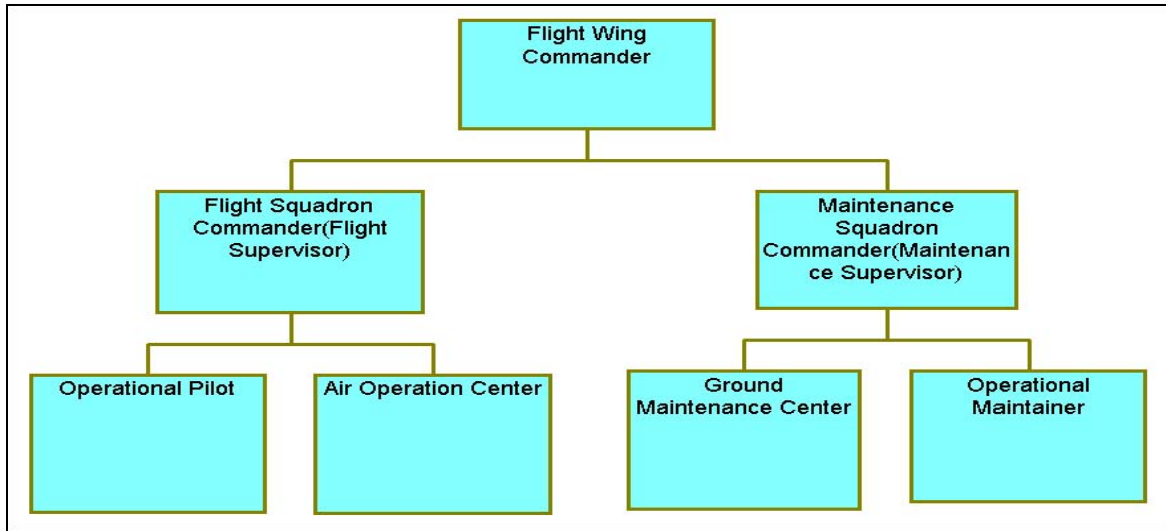 Flight Wing
Commander
Flight Squadron
Commander(Flight
Supervisor)
Maintenance
Squadron
Commander(Maintenan
ce Supervisor)
Operational Pilot
Air Operation Center
Ground
Maintenance Center
Operational
Maintainer